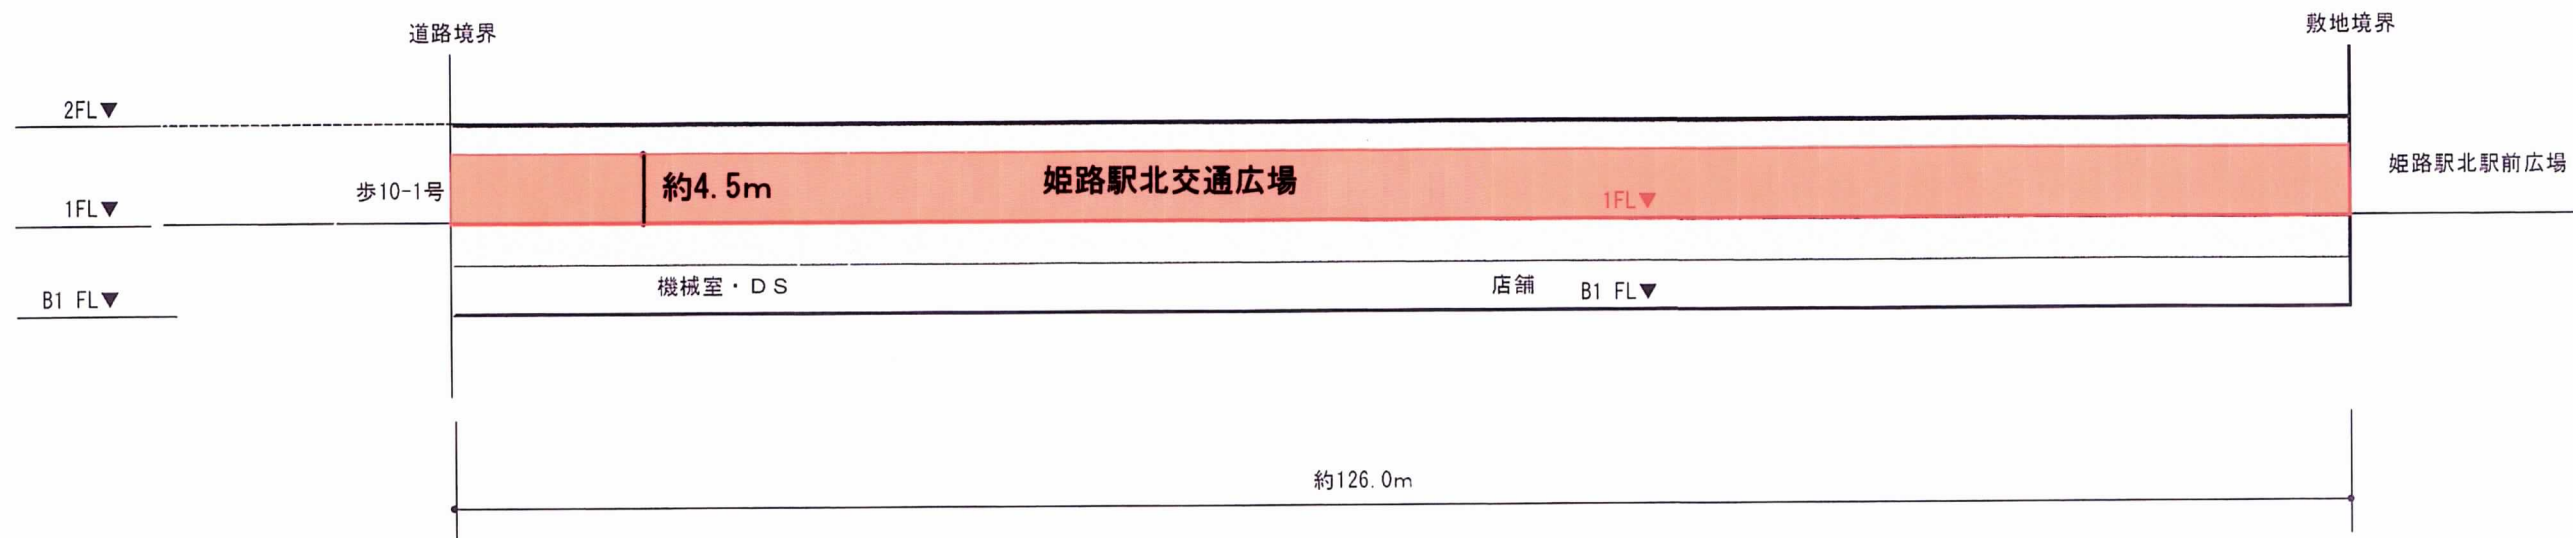 道路境界
敷地境界
2FL▼
歩10-1号
約4.5m
姫路駅北交通広場
姫路駅北駅前広場
1FL▼
1FL▼
機械室・DS
店舗
B1 FL▼
B1 FL▼
約126.0m